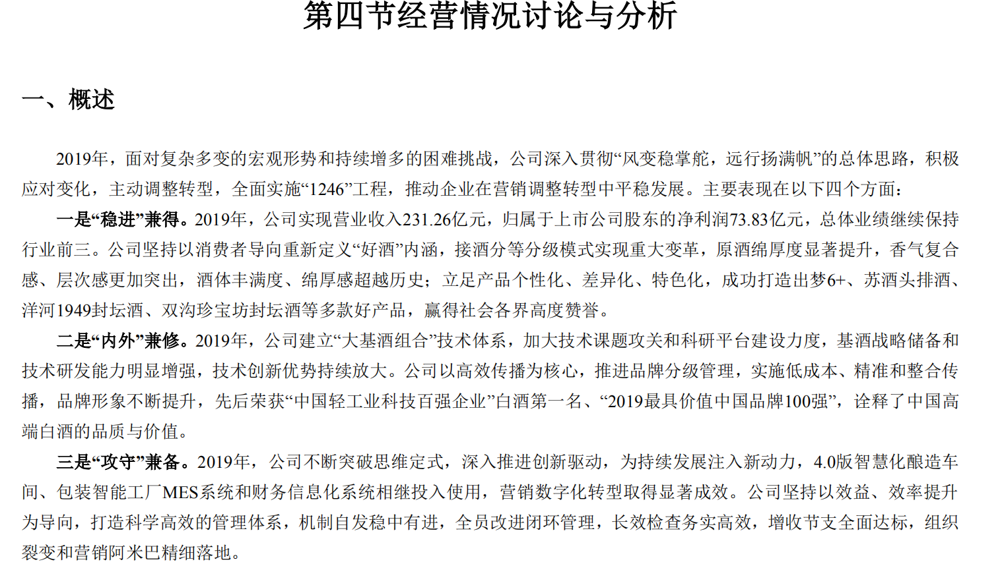 第四节经营情况讨论与分析
一、概述
2019年，面对复杂多变的宏观形势和持续增多的困难挑战，公司深入贯彻“风变稳掌舵，远行扬满帆”的总体思路，积极
应对变化，主动调整转型，全面实施“1246”工程，推动企业在营销调整转型中平稳发展。主要表现在以下四个方面：
一是“稳进”兼得。2019年，公司实现营业收入231.26亿元，归属于上市公司股东的净利润73.83亿元，总体业绩继续保持
行业前三。公司坚持以消费者导向重新定义“好酒”内涵，接酒分等分级模式实现重大变革，原酒绵厚度显著提升，香气复合
感、层次感更加突出，酒体丰满度、绵厚感超越历史；立足产品个性化、差异化、特色化，成功打造出梦6+、苏酒头排酒、
洋河1949封坛酒、双沟珍宝坊封坛酒等多款好产品，赢得社会各界高度赞誉。
二是“内外”兼修。2019年，公司建立“大基酒组合”技术体系，加大技术课题攻关和科研平台建设力度，基酒战略储备和
技术研发能力明显增强，技术创新优势持续放大。公司以高效传播为核心，推进品牌分级管理，实施低成本、精准和整合传
播，品牌形象不断提升，先后荣获“中国轻工业科技百强企业”白酒第一名、“2019最具价值中国品牌100强”，诠释了中国高
端白酒的品质与价值。
三是“攻守”兼备。2019年，公司不断突破思维定式，深入推进创新驱动，为持续发展注入新动力，4.0版智慧化酿造车
间、包装智能工厂MES系统和财务信息化系统相继投入使用，营销数字化转型取得显著成效。公司坚持以效益、效率提升
为导向，打造科学高效的管理体系，机制自发稳中有进，全员改进闭环管理，长效检查务实高效，增收节支全面达标，组织
裂变和营销阿米巴精细落地。